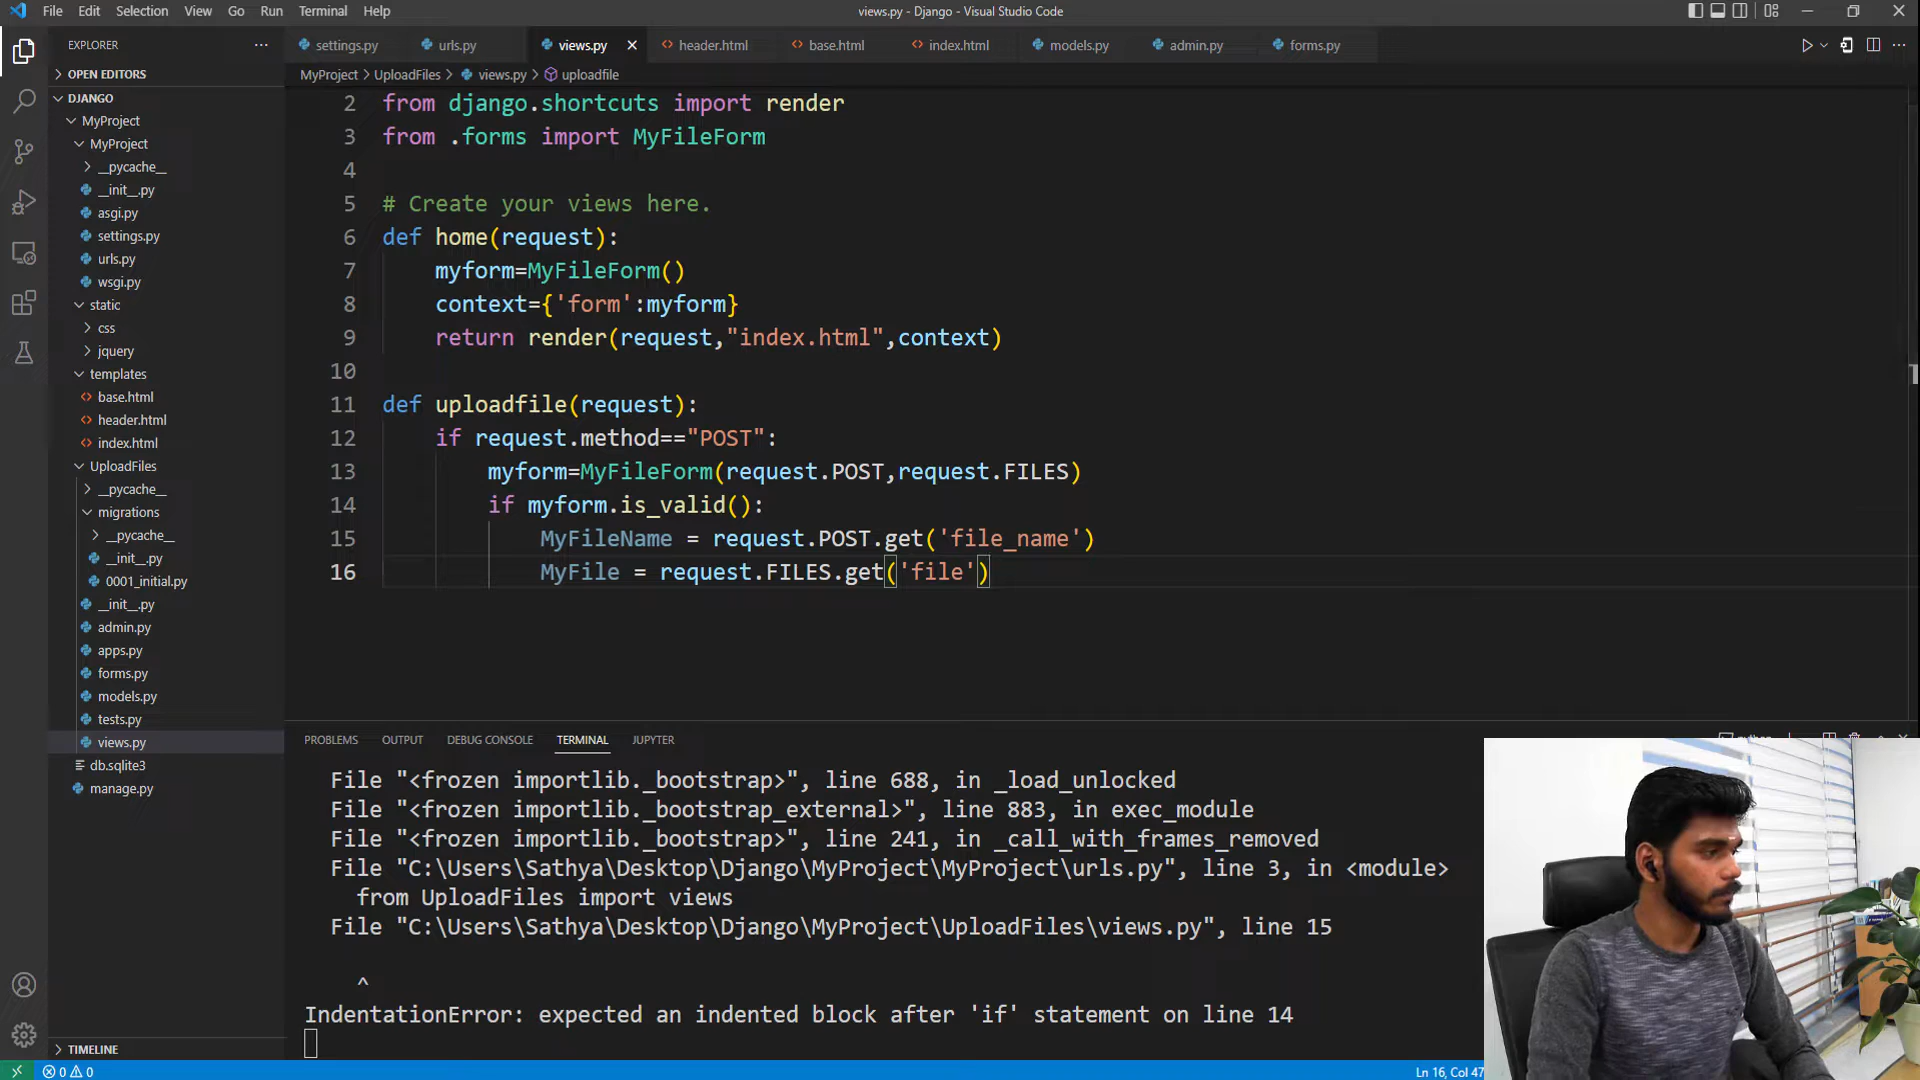 File Edit Selection View Go Run Terminal Help
views.py - Django - Visual Studio Code
EXPLORER
OPEN EDITORS
DJANGO
MyProject
MyProject
__pycache__
__init__.py
asgi.py
settings.py
urls.py
wsgi.py
static
css
jquery
templates
base.html
header.html
index.html
UploadFiles
__pycache__
migrations
__pycache__
__init__.py
0001_initial.py
__init__.py
admin.py
apps.py
forms.py
models.py
tests.py
views.py
db.sqlite3
manage.py
TIMELINE
settings.py urls.py views.py header.html base.html index.html models.py admin.py forms.py
MyProject > UploadFiles > views.py > uploadfile
2 from django.shortcuts import render
3 from .forms import MyFileForm
4
5 # Create your views here.
6 def home(request):
7 myform=MyFileForm()
8 context={'form':myform}
9 return render(request,"index.html",context)
10
11 def uploadfile(request):
12 if request.method=="POST":
13 myform=MyFileForm(request.POST,request.FILES)
14 if myform.is_valid():
15 MyFileName = request.POST.get('file_name')
16 MyFile = request.FILES.get('file')
PROBLEMS OUTPUT DEBUG CONSOLE TERMINAL JUPYTER
File "<frozen importlib._bootstrap>", line 688, in _load_unlocked
File "<frozen importlib._bootstrap_external>", line 883, in exec_module
File "<frozen importlib._bootstrap>", line 241, in _call_with_frames_removed
File "C:\Users\Sathya\Desktop\Django\MyProject\MyProject\urls.py", line 3, in <module>
from UploadFiles import views
File "C:\Users\Sathya\Desktop\Django\MyProject\UploadFiles\views.py", line 15
^
IndentationError: expected an indented block after 'if' statement on line 14
0 0
Ln 16, Col 47